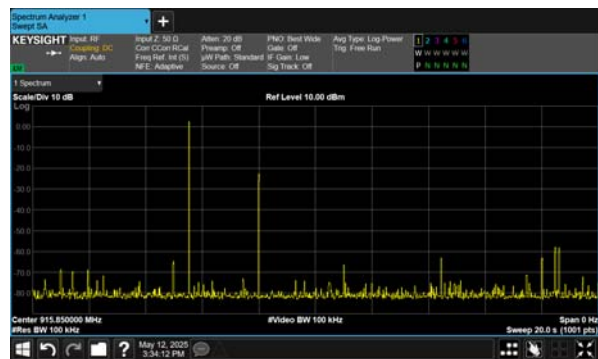 Spectrum Analyzer 1
Swept SA
+
KEYSIGHT Input: RF Input Z: 50 Ω Atten: 20 dB PNO: Best Wide Avg Type: Log-Power 1 2 3 4 5 6
Coupling: DC Corr CCorr RCal Preamp: Off Gate: Off Trig: Free Run W W W W W W
Align: Auto Freq Ref: Int (S) µW Path: Standard IF Gain: Low P N N N N N
NFE: Adaptive Source: Off Sig Track: Off
1 Spectrum
Scale/Div 10 dB Ref Level 10.00 dBm
Log
0.00
-10.0
-20.0
-30.0
-40.0
-50.0
-60.0
-70.0
-80.0
Center 915.850000 MHz #Video BW 100 kHz Span 0 Hz
#Res BW 100 kHz Sweep 20.0 s (1001 pts)
? May 12, 2025
3:34:12 PM